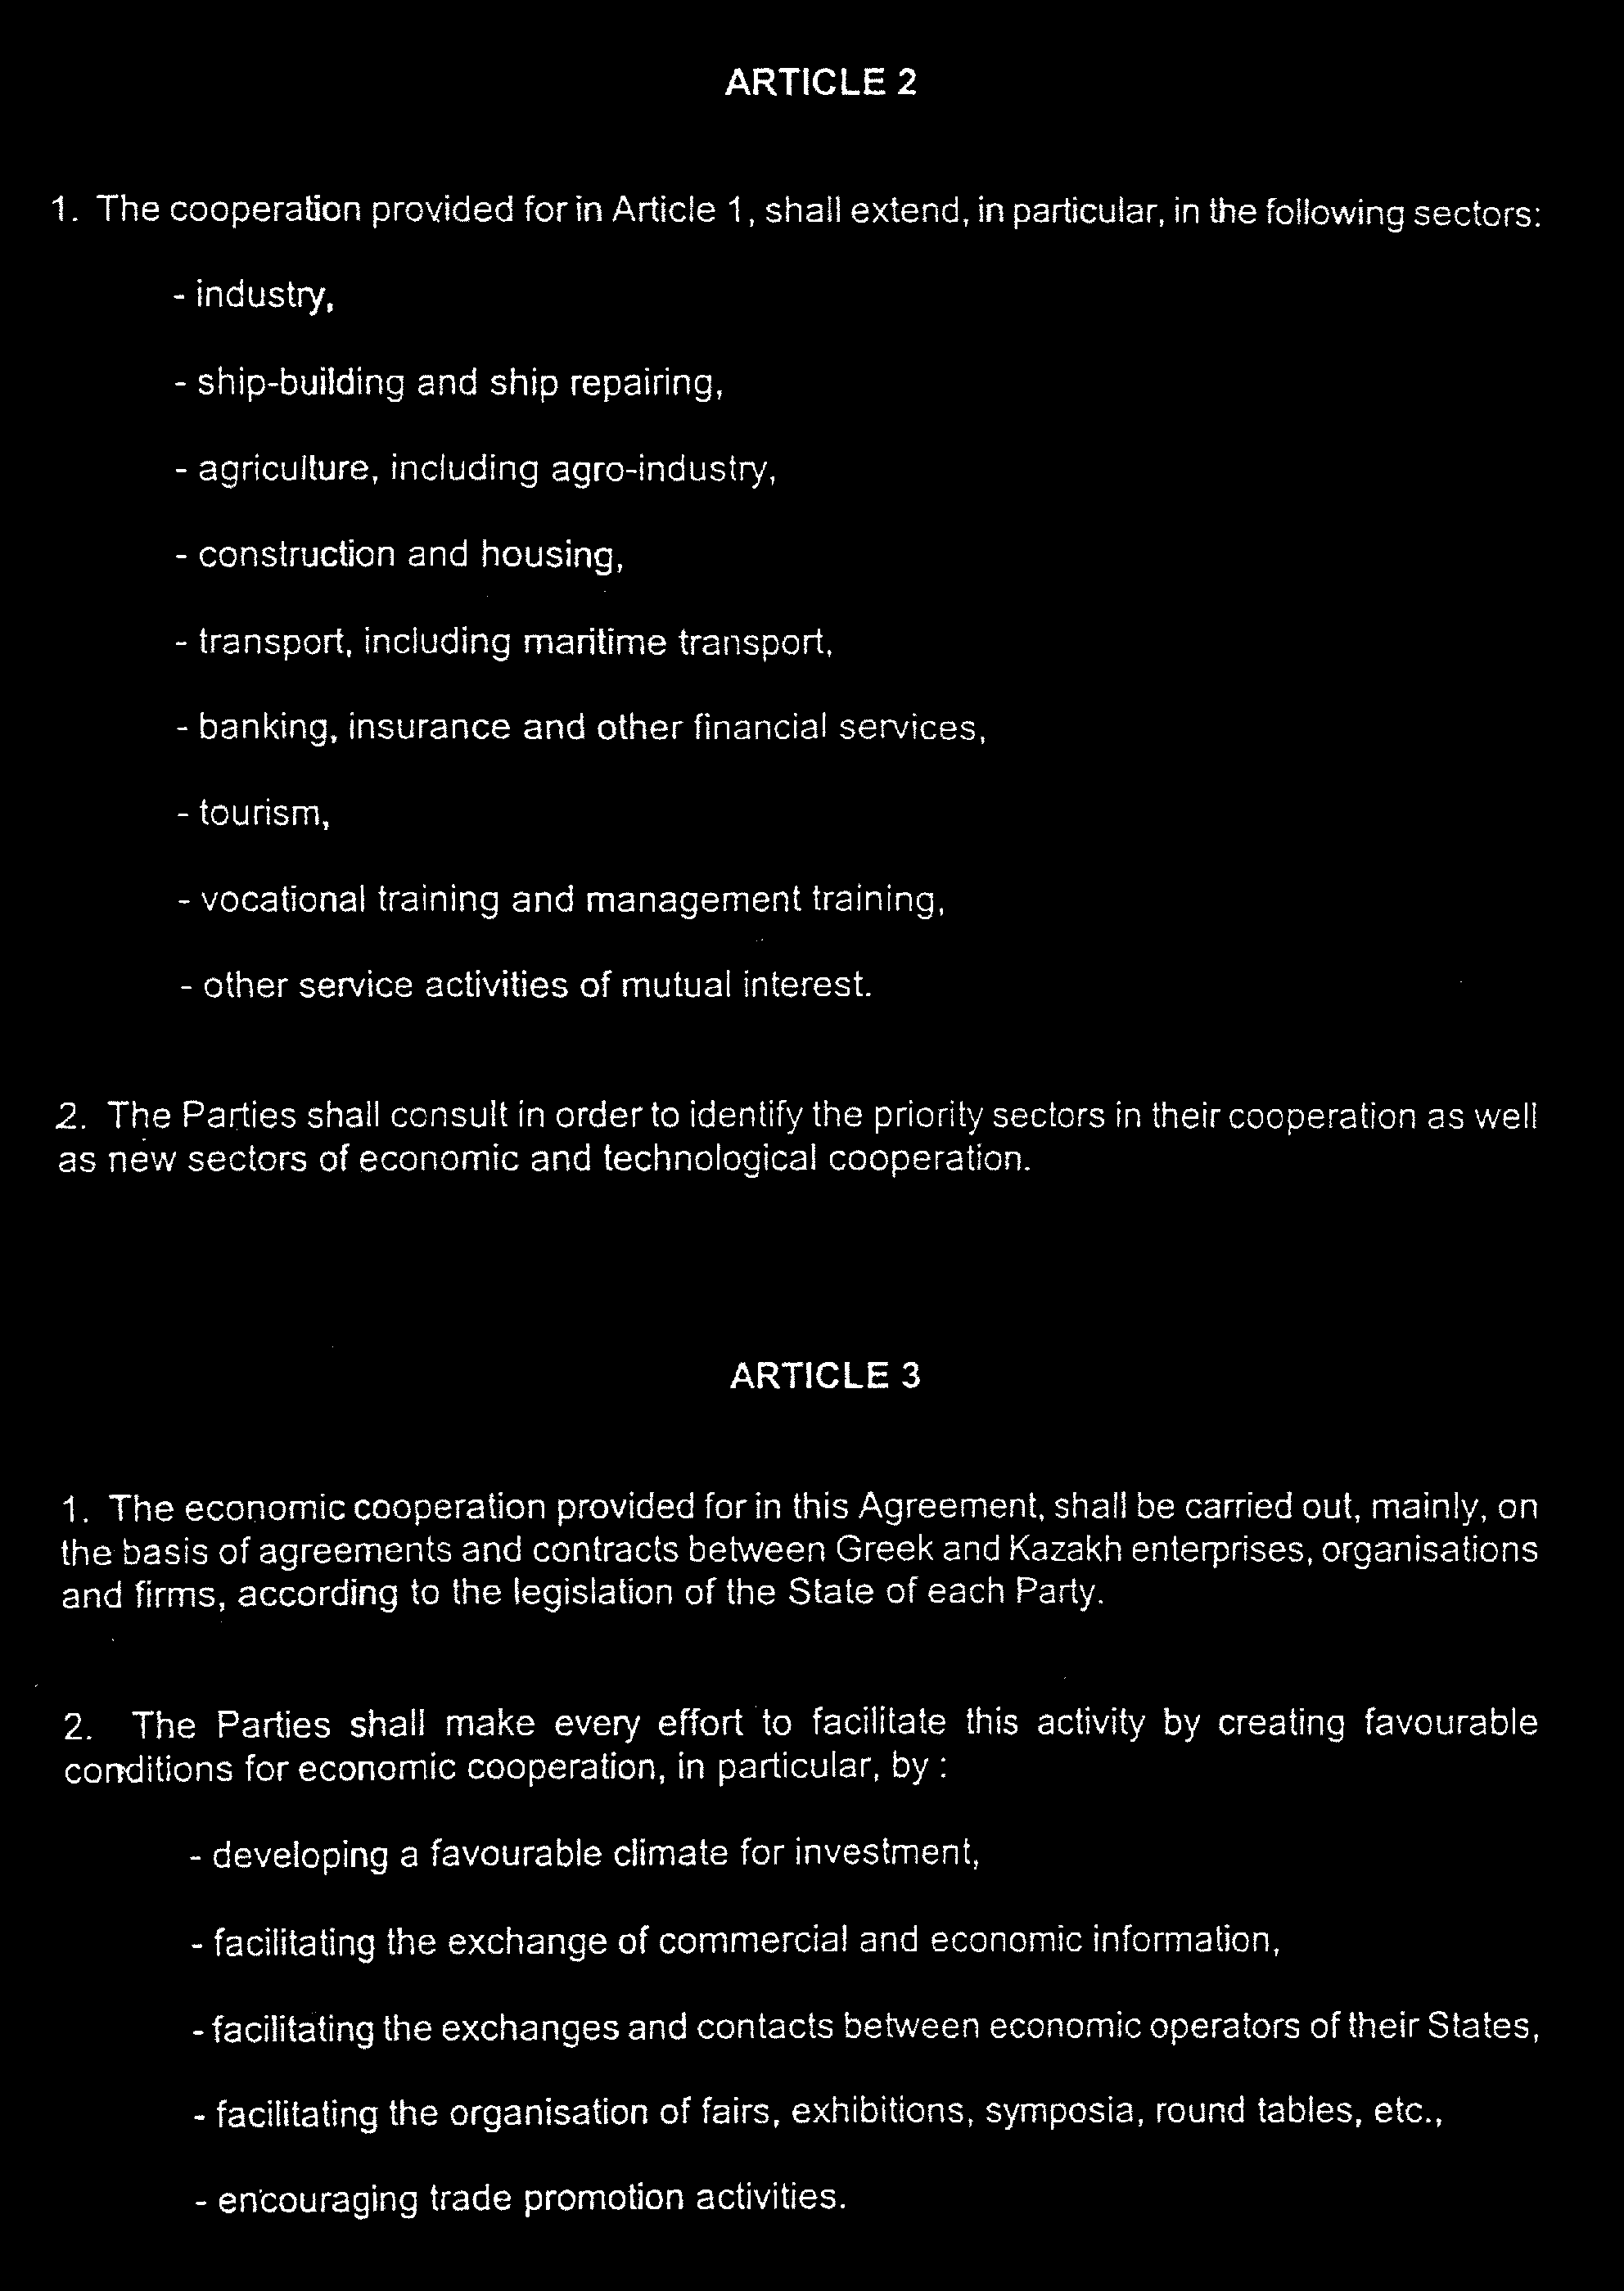 ARTICLE 2
1. The cooperation provided for in Article 1, shall extend, in particular, in the following sectors:
- industry,
- ship-building and ship repairing,
- agriculture, including agro-industry,
- construction and housing,
- transport, including maritime transport,
- banking, insurance and other financial services,
- tourism,
- vocational training and management training,
- other service activities of mutual interest.
2. The Parties shall consult in order to identify the priority sectors in their cooperation as well
as new sectors of economic and technological cooperation.
ARTICLE 3
1. The economic cooperation provided for in this Agreement, shall be carried out, mainly, on
the basis of agreements and contracts between Greek and Kazakh enterprises, organisations
and firms, according to the legislation of the State of each Party.
2. The Parties shall make every effort to facilitate this activity by creating favourable
conditions for economic cooperation, in particular, by :
- developing a favourable climate for investment,
- facilitating the exchange of commercial and economic information,
- facilitating the exchanges and contacts between economic operators of their States,
- facilitating the organisation of fairs, exhibitions, symposia, round tables, etc.,
- encouraging trade promotion activities.